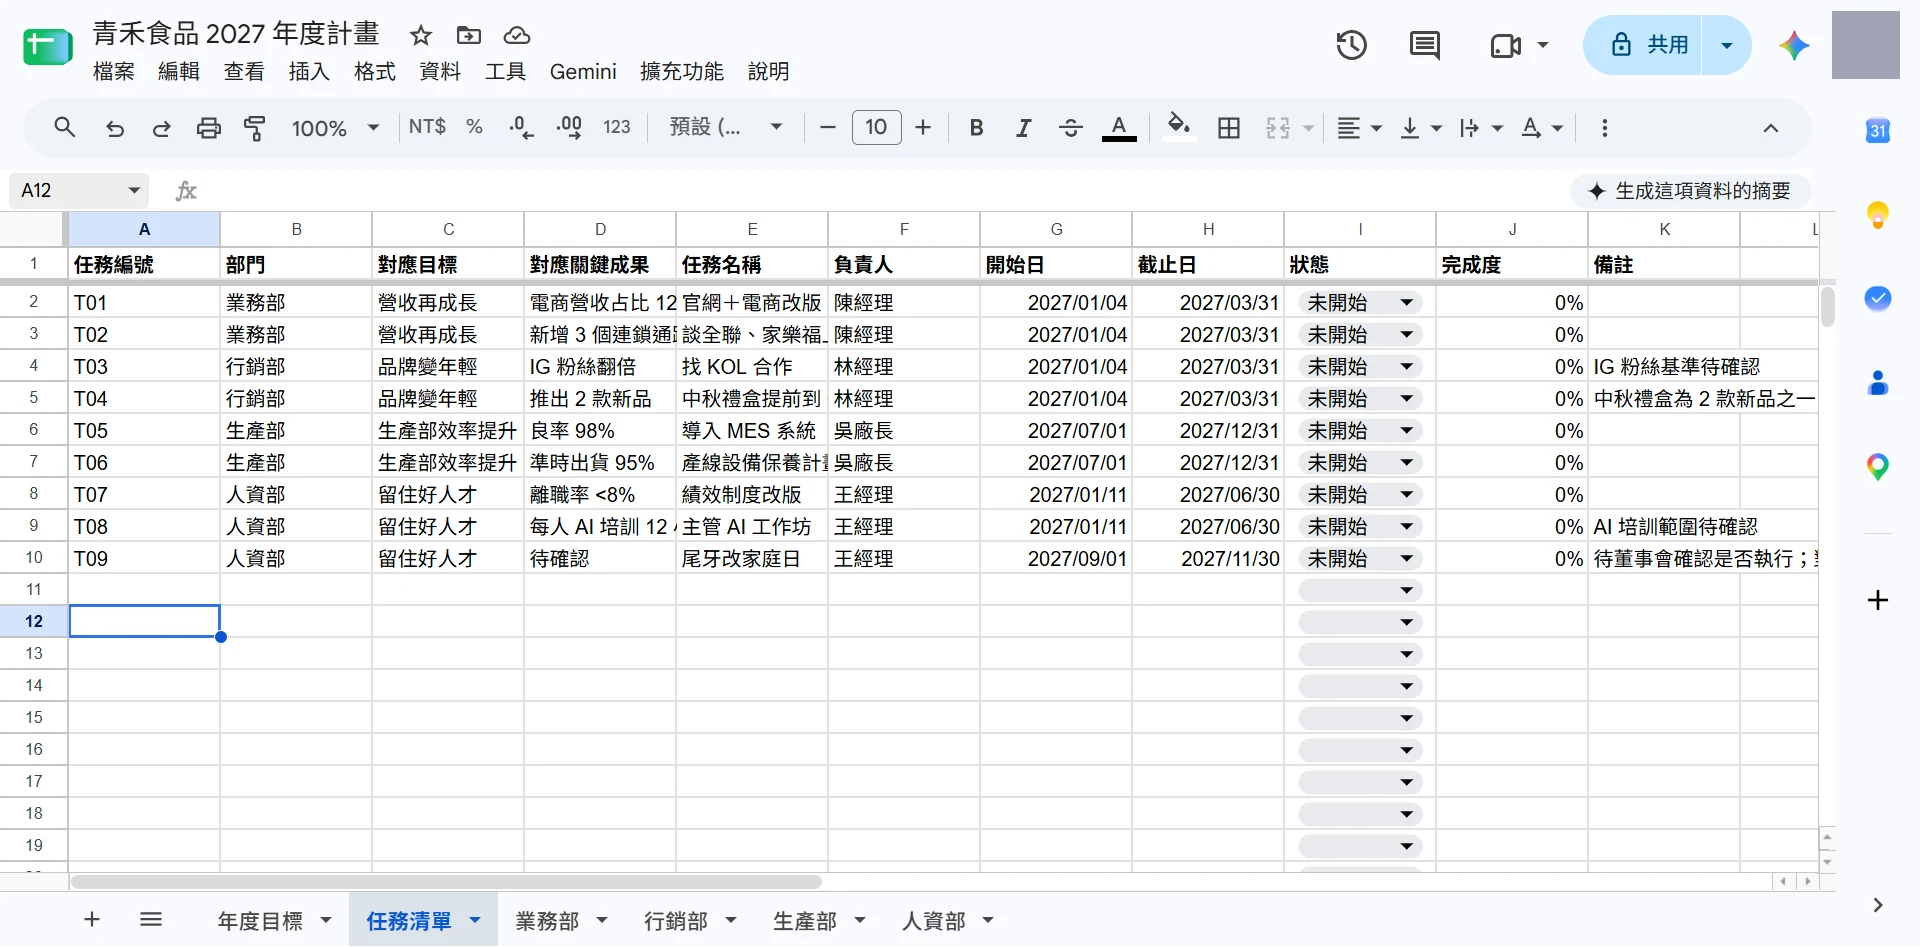 青禾食品 2027 年度計畫
檔案 編輯 查看 插入 格式 資料 工具 Gemini 擴充功能 說明
共用
100% NT$ % .0 .00 123 預設 (... 10 B I A A
31
A12 fx 生成這項資料的摘要
A B C D E F G H I J K L
1 任務編號 部門 對應目標 對應關鍵成果 任務名稱 負責人 開始日 截止日 狀態 完成度 備註
2 T01 業務部 營收再成長 電商營收占比 12 官網＋電商改版 陳經理 2027/01/04 2027/03/31 未開始 0%
3 T02 業務部 營收再成長 新增 3 個連鎖通 談全聯、家樂福 陳經理 2027/01/04 2027/03/31 未開始 0%
4 T03 行銷部 品牌變年輕 IG 粉絲翻倍 找 KOL 合作 林經理 2027/01/04 2027/03/31 未開始 0% IG 粉絲基準待確認
5 T04 行銷部 品牌變年輕 推出 2 款新品 中秋禮盒提前到 林經理 2027/01/04 2027/03/31 未開始 0% 中秋禮盒為 2 款新品之一
6 T05 生產部 生產部效率提升 良率 98% 導入 MES 系統 吳廠長 2027/07/01 2027/12/31 未開始 0%
7 T06 生產部 生產部效率提升 準時出貨 95% 產線設備保養計 吳廠長 2027/07/01 2027/12/31 未開始 0%
8 T07 人資部 留住好人才 離職率 <8% 績效制度改版 王經理 2027/01/11 2027/06/30 未開始 0%
9 T08 人資部 留住好人才 每人 AI 培訓 12 主管 AI 工作坊 王經理 2027/01/11 2027/06/30 未開始 0% AI 培訓範圍待確認
10 T09 人資部 留住好人才 待確認 尾牙改家庭日 王經理 2027/09/01 2027/11/30 未開始 0% 待董事會確認是否執行；
11
12
13
14
15
16
17
18
19
年度目標 任務清單 業務部 行銷部 生產部 人資部